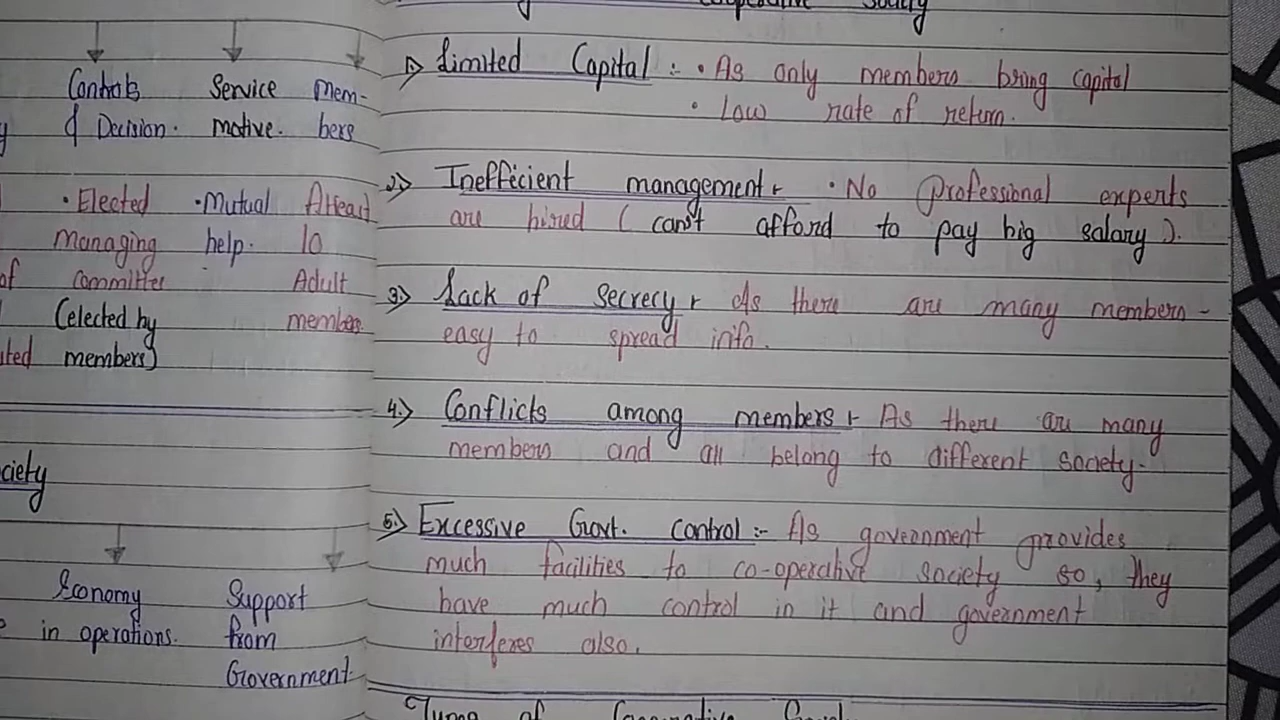 Controls Service Mem-
& Decision. motive. bers
• Elected • Mutual Atleast
managing help. 10
of committee Adult
(elected by members
members)
ciety
Economy Support
in operations. from
Government.
society
1) Limited Capital :- • As only members bring capital
• Low rate of return.
2) Inefficient management :- • No professional experts
are hired (can't afford to pay big salary).
3) Lack of secrecy :- As there are many members -
easy to spread info.
4.) Conflicts among members :- As there are many
members and all belong to different society.
5.) Excessive Govt. control :- As government provides
much facilities to co-operative society so, they
have much control in it and government
interferes also.
Types of